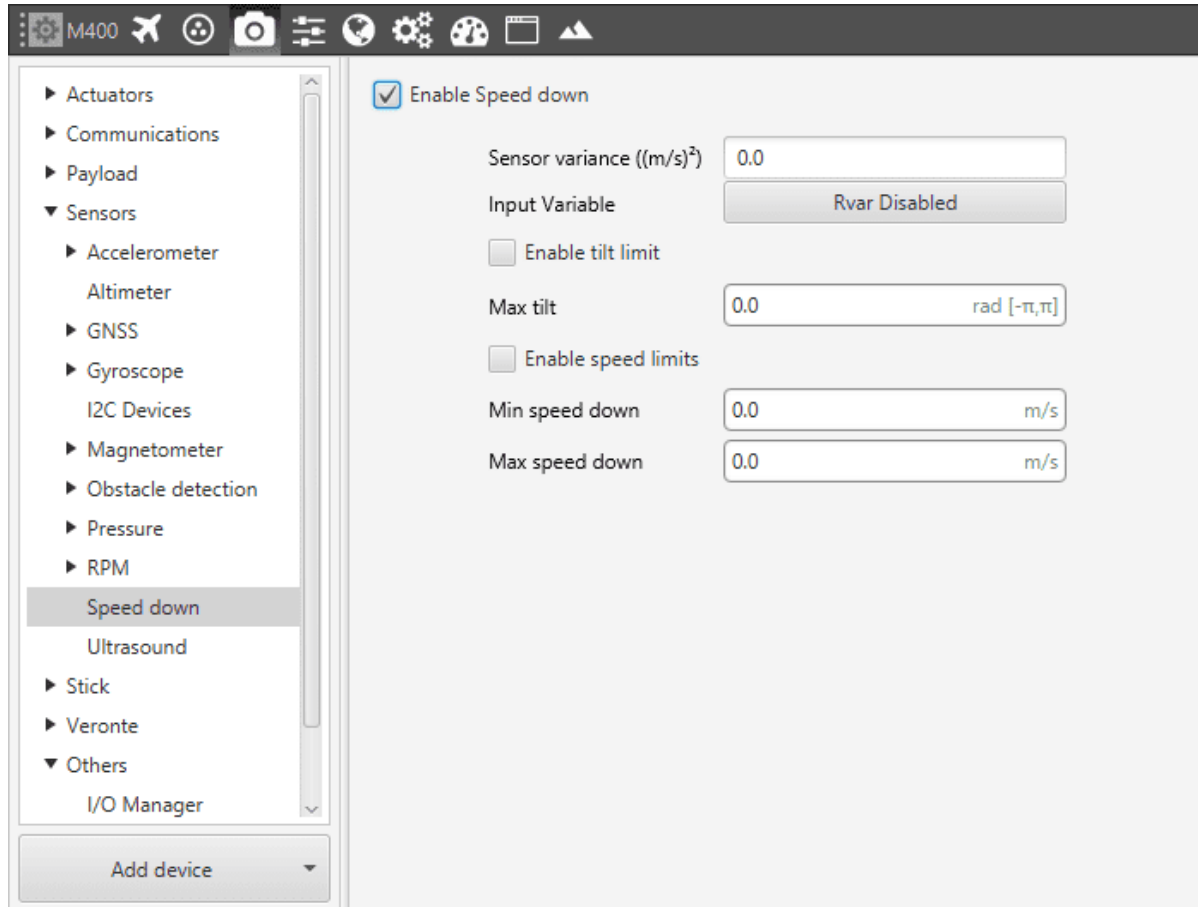 M400
Actuators
Communications
Payload
Sensors
Accelerometer
Altimeter
GNSS
Gyroscope
I2C Devices
Magnetometer
Obstacle detection
Pressure
RPM
Speed down
Ultrasound
Stick
Veronte
Others
I/O Manager
Add device
Enable Speed down
Sensor variance ((m/s)²) 0.0
Input Variable Rvar Disabled
Enable tilt limit
Max tilt 0.0 rad [-π,π]
Enable speed limits
Min speed down 0.0 m/s
Max speed down 0.0 m/s